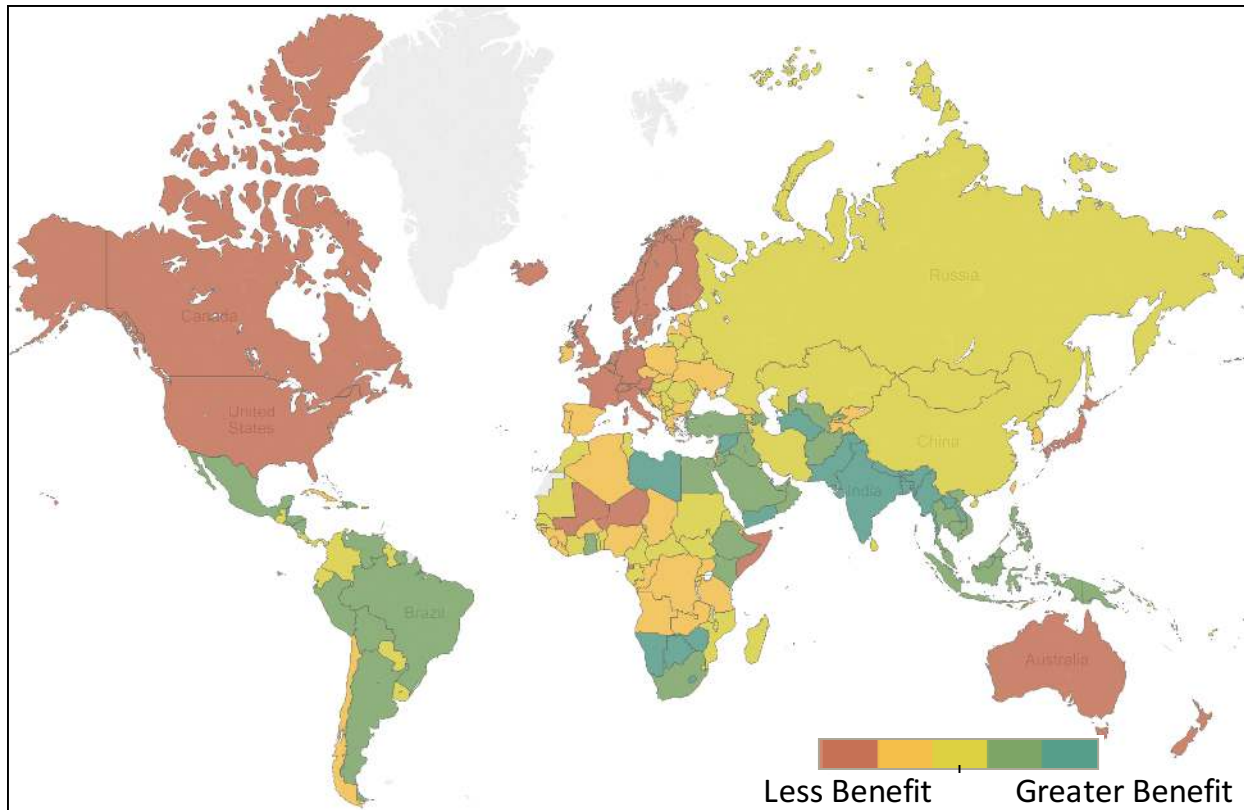 Russia
Canada
United
States
China
India
Brazil
Australia
Less Benefit
Greater Benefit